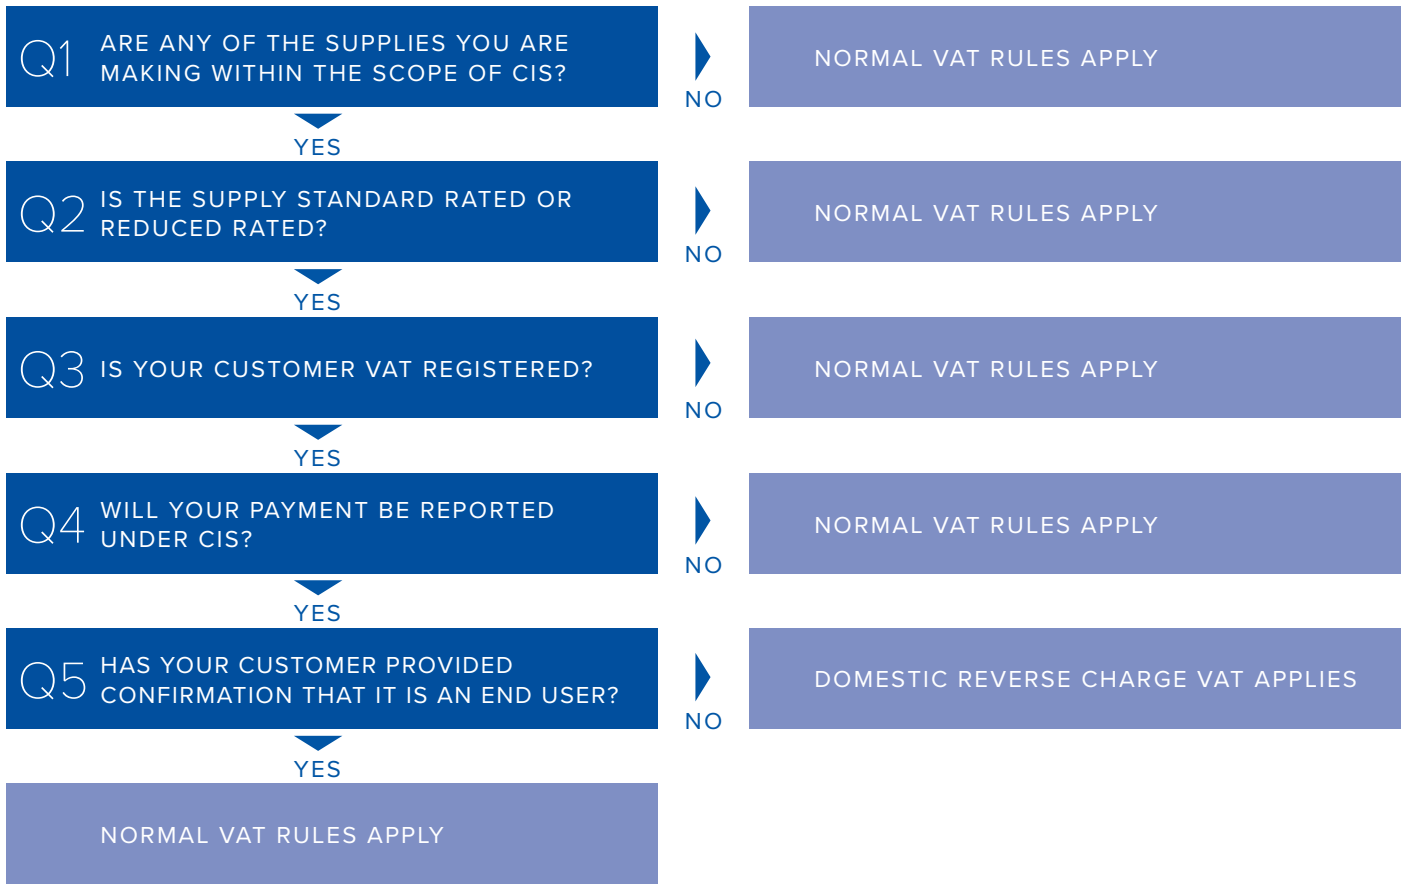 Q1 ARE ANY OF THE SUPPLIES YOU ARE
MAKING WITHIN THE SCOPE OF CIS?
NO
NORMAL VAT RULES APPLY
YES
Q2 IS THE SUPPLY STANDARD RATED OR
REDUCED RATED?
NO
NORMAL VAT RULES APPLY
YES
Q3 IS YOUR CUSTOMER VAT REGISTERED?
NO
NORMAL VAT RULES APPLY
YES
Q4 WILL YOUR PAYMENT BE REPORTED
UNDER CIS?
NO
NORMAL VAT RULES APPLY
YES
Q5 HAS YOUR CUSTOMER PROVIDED
CONFIRMATION THAT IT IS AN END USER?
NO
DOMESTIC REVERSE CHARGE VAT APPLIES
YES
NORMAL VAT RULES APPLY